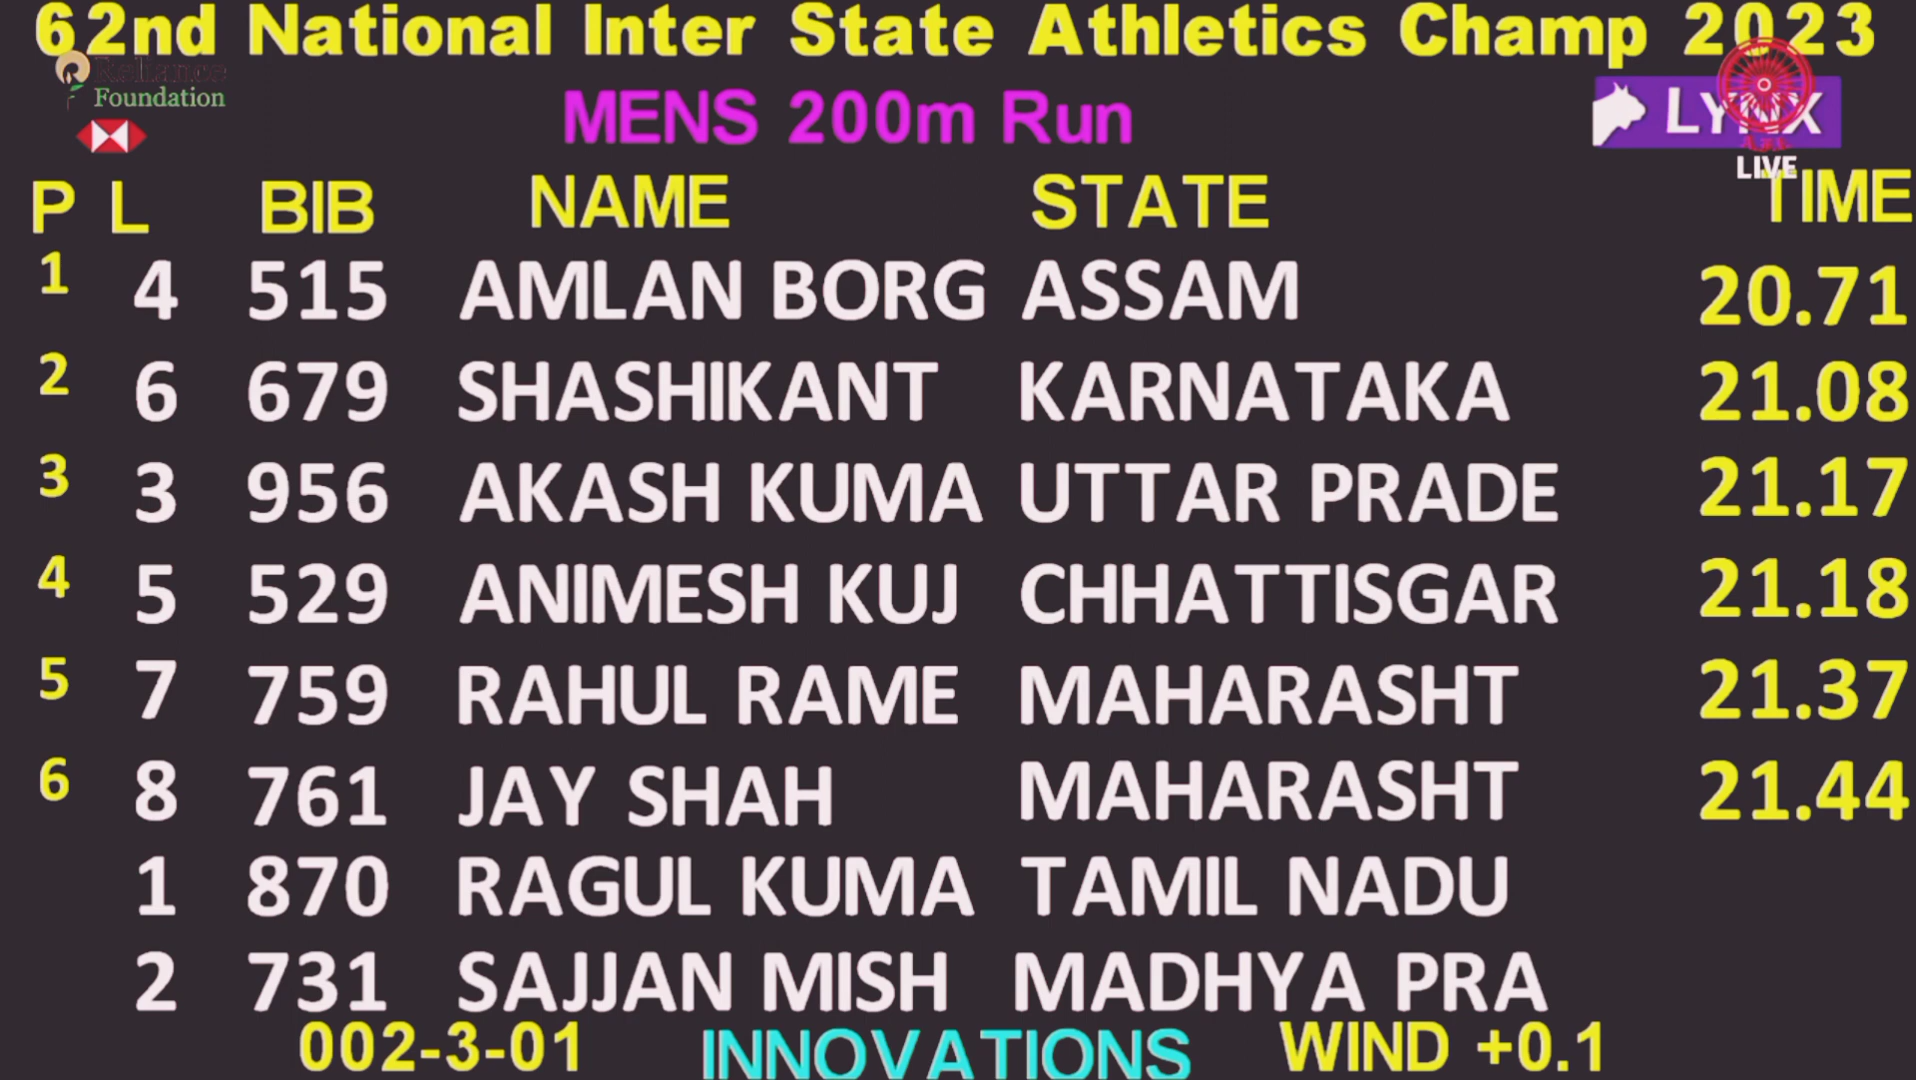 62nd National Inter State Athletics Champ 2023
Reliance
Foundation
MENS 200m Run
LYNX
LIVE
P L BIB NAME STATE TIME
1 4 515 AMLAN BORG ASSAM 20.71
2 6 679 SHASHIKANT KARNATAKA 21.08
3 3 956 AKASH KUMA UTTAR PRADE 21.17
4 5 529 ANIMESH KUJ CHHATTISGAR 21.18
5 7 759 RAHUL RAME MAHARASHT 21.37
6 8 761 JAY SHAH MAHARASHT 21.44
1 870 RAGUL KUMA TAMIL NADU
2 731 SAJJAN MISH MADHYA PRA
002-3-01 INNOVATIONS WIND +0.1